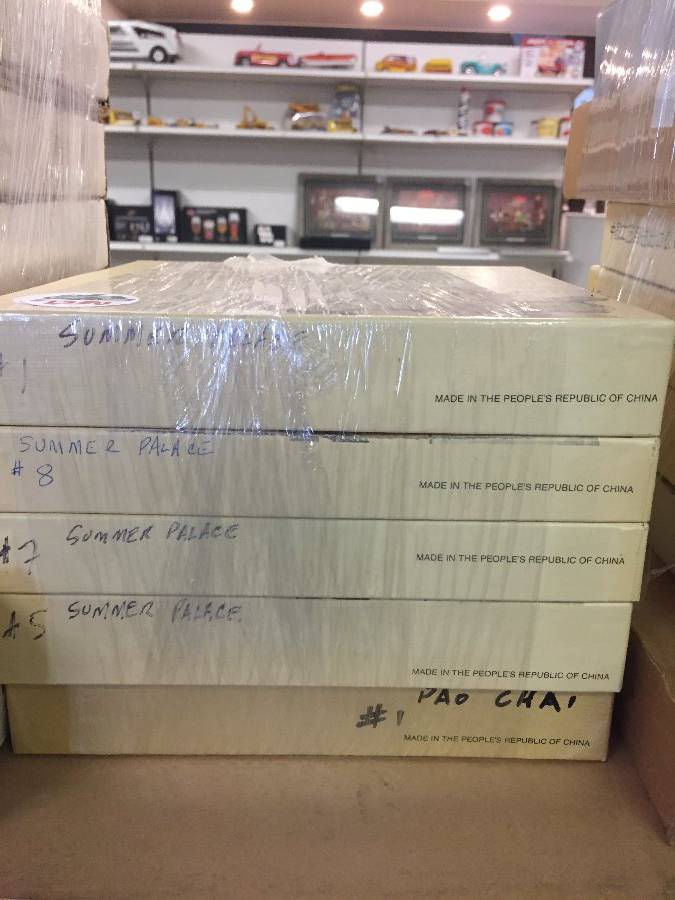 SUMMER PALACE
#1
MADE IN THE PEOPLE'S REPUBLIC OF CHINA
SUMMER PALACE
#8
MADE IN THE PEOPLE'S REPUBLIC OF CHINA
#7 SUMMER PALACE
MADE IN THE PEOPLE'S REPUBLIC OF CHINA
#5 SUMMER PALACE
MADE IN THE PEOPLE'S REPUBLIC OF CHINA
PAO CHAI
#1
MADE IN THE PEOPLE'S REPUBLIC OF CHINA